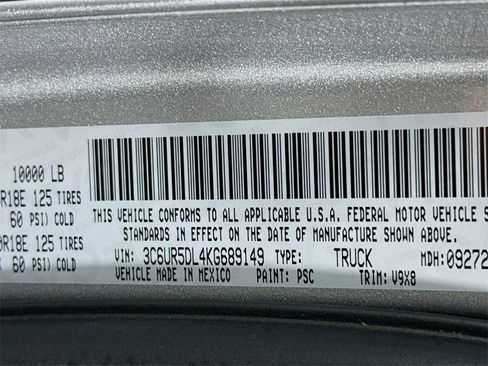 10000 LB
R18E 125 TIRES
60 PSI) COLD
R18E 125 TIRES
60 PSI) COLD
THIS VEHICLE CONFORMS TO ALL APPLICABLE U.S.A. FEDERAL MOTOR VEHICLE
STANDARDS IN EFFECT ON THE DATE OF MANUFACTURE SHOWN ABOVE.
VIN: 3C6UR5DL4KG689149 TYPE: TRUCK MDH: 09272
VEHICLE MADE IN MEXICO PAINT: PSC TRIM: V9X8